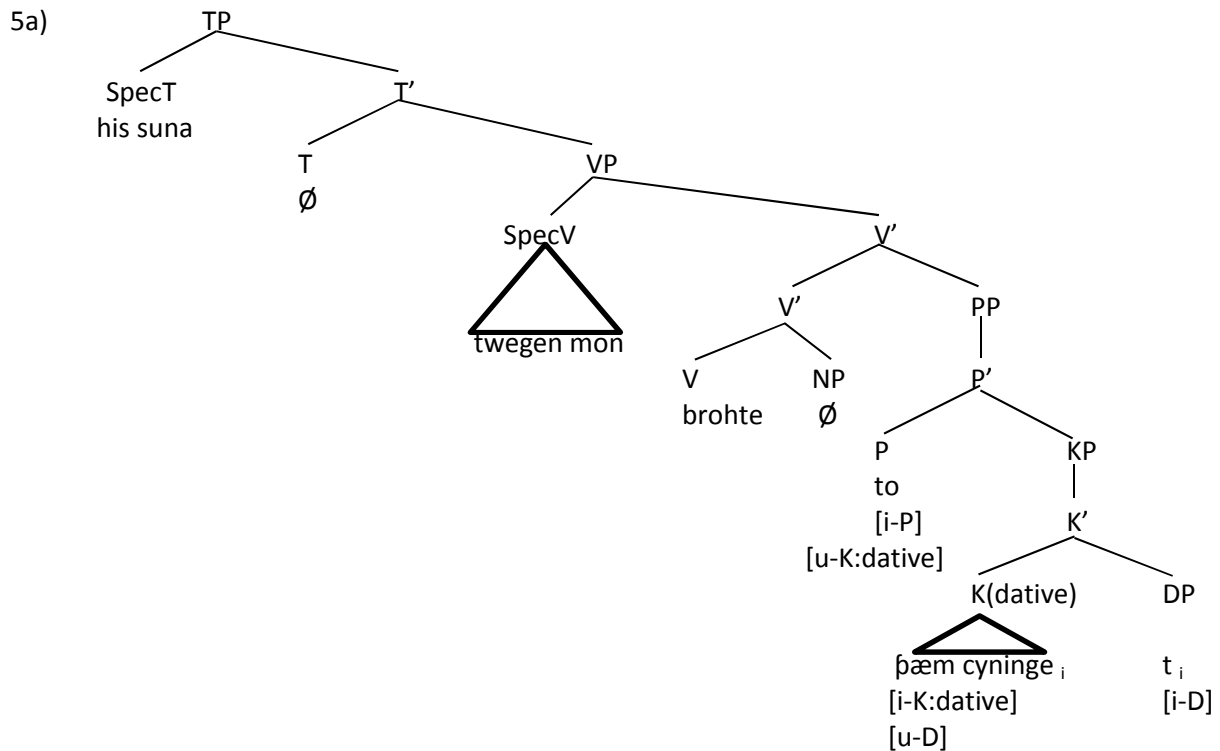 5a) TP
SpecT T’
his suna
T VP
Ø
SpecV V’
V’ PP
twegen mon
V NP P’
brohte Ø
P KP
to
[i-P] K’
[u-K:dative]
K(dative) DP
þæm cyninge i t i
[i-K:dative] [i-D]
[u-D]